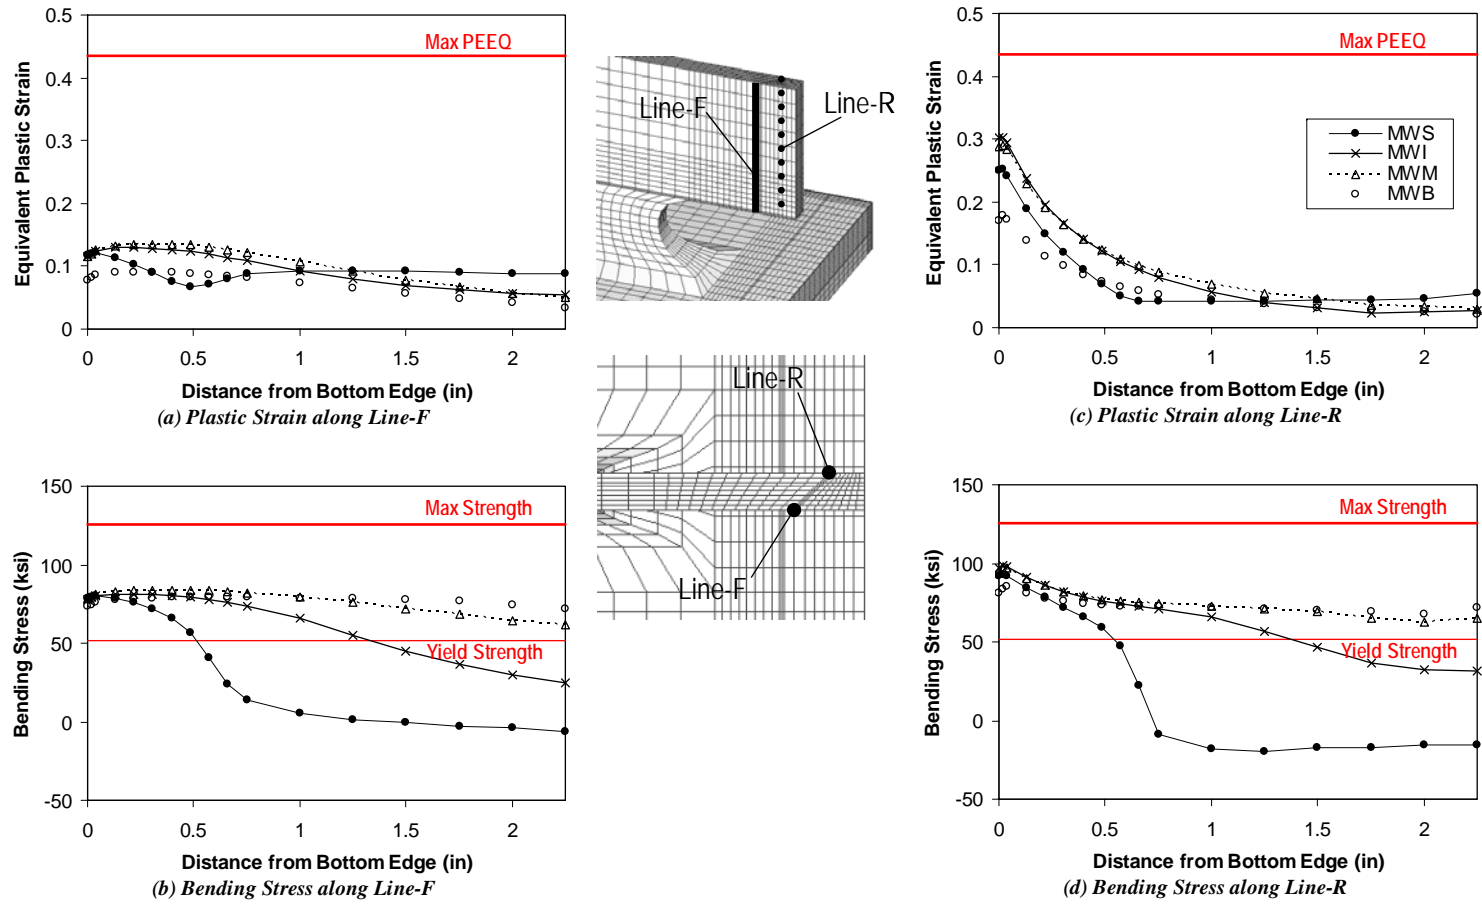 0.5
Max PEEQ
0.4
0.3
0.2
0.1
0
Equivalent Plastic Strain
0 0.5 1 1.5 2
Distance from Bottom Edge (in)
(a) Plastic Strain along Line-F
Line-F
Line-R
0.5
Max PEEQ
0.4
0.3
0.2
0.1
0
Equivalent Plastic Strain
MWS
MWI
MWM
MWB
0 0.5 1 1.5 2
Distance from Bottom Edge (in)
(c) Plastic Strain along Line-R
150
Max Strength
100
50
Yield Strength
0
-50
Bending Stress (ksi)
0 0.5 1 1.5 2
Distance from Bottom Edge (in)
(b) Bending Stress along Line-F
Line-R
Line-F
150
Max Strength
100
50
Yield Strength
0
-50
Bending Stress (ksi)
0 0.5 1 1.5 2
Distance from Bottom Edge (in)
(d) Bending Stress along Line-R